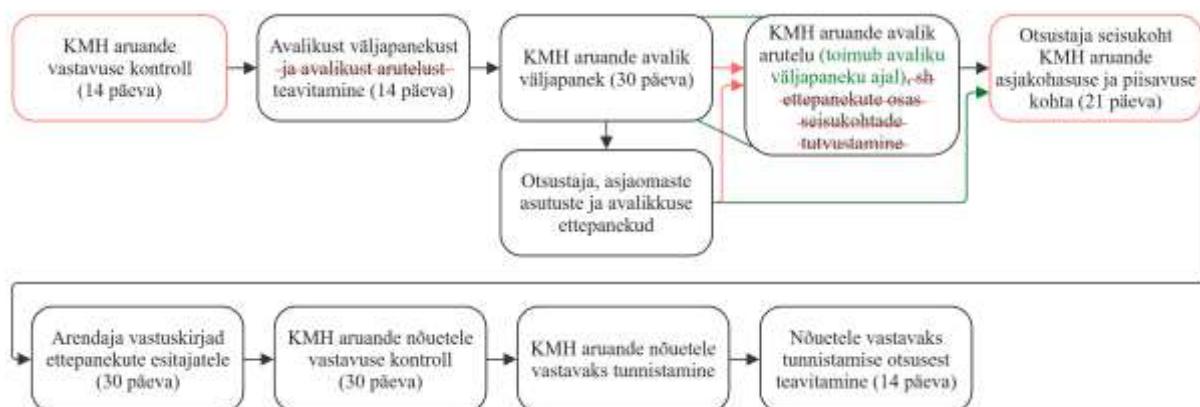 KMH aruande
vastavuse kontroll
(14 päeva)
Avalikust väljapanekust
ja avalikust arutelust
teavitamine (14 päeva)
KMH aruande avalik
väljapanek (30 päeva)
KMH aruande avalik
arutelu (toimub avaliku
väljapaneku ajal), sh
ettepanekute osas
seisukohtade
tutvustamine
Otsustaja seisukoht
KMH aruande
asjakohasuse ja piisavuse
kohta (21 päeva)
Otsustaja, asjaomaste
asutuste ja avalikkuse
ettepanekud
Arendaja vastuskirjad
ettepanekute esitajatele
(30 päeva)
KMH aruande nõuetele
vastavuse kontroll
(30 päeva)
KMH aruande nõuetele
vastavaks tunnistamine
Nõuetele vastavaks
tunnistamise otsusest
teavitamine (14 päeva)